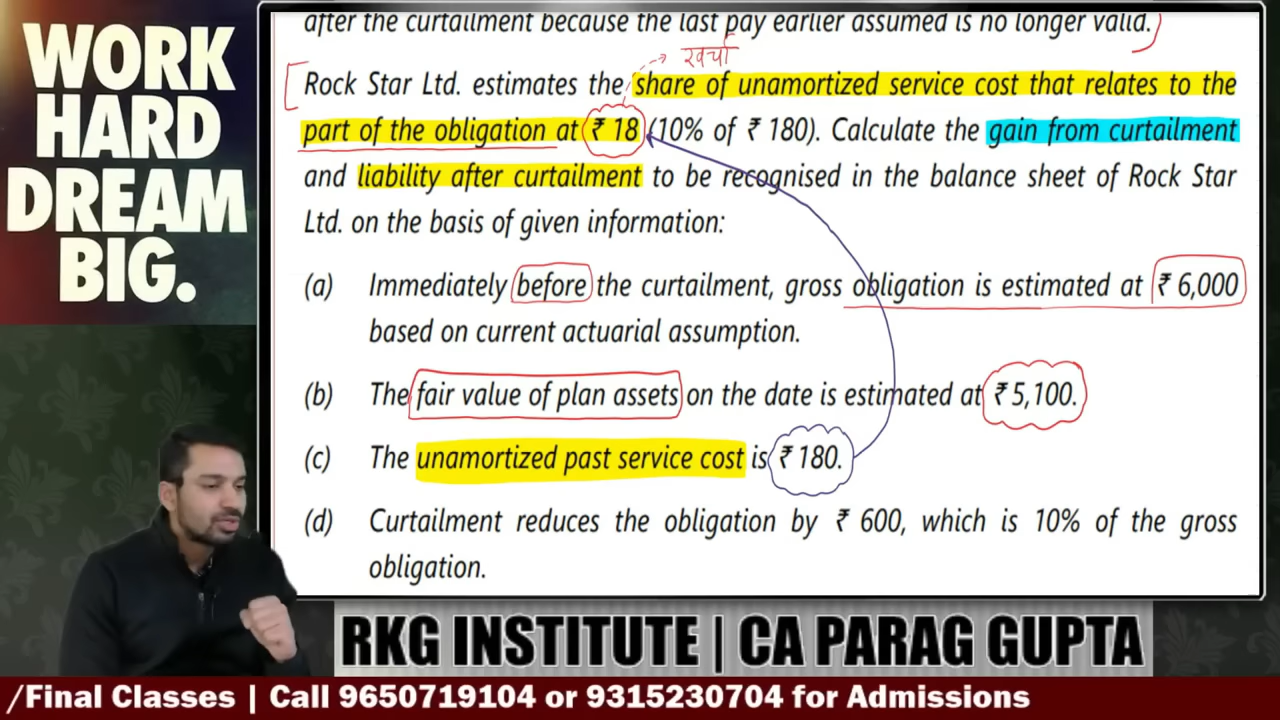 WORK
HARD
DREAM
BIG.
after the curtailment because the last pay earlier assumed is no longer valid.
खर्चा
Rock Star Ltd. estimates the share of unamortized service cost that relates to the
part of the obligation at ₹ 18 (10% of ₹ 180). Calculate the gain from curtailment
and liability after curtailment to be recognised in the balance sheet of Rock Star
Ltd. on the basis of given information:
(a) Immediately before the curtailment, gross obligation is estimated at ₹ 6,000
based on current actuarial assumption.
(b) The fair value of plan assets on the date is estimated at ₹ 5,100.
(c) The unamortized past service cost is ₹ 180.
(d) Curtailment reduces the obligation by ₹ 600, which is 10% of the gross
obligation.
RKG INSTITUTE | CA PARAG GUPTA
/Final Classes | Call 9650719104 or 9315230704 for Admissions